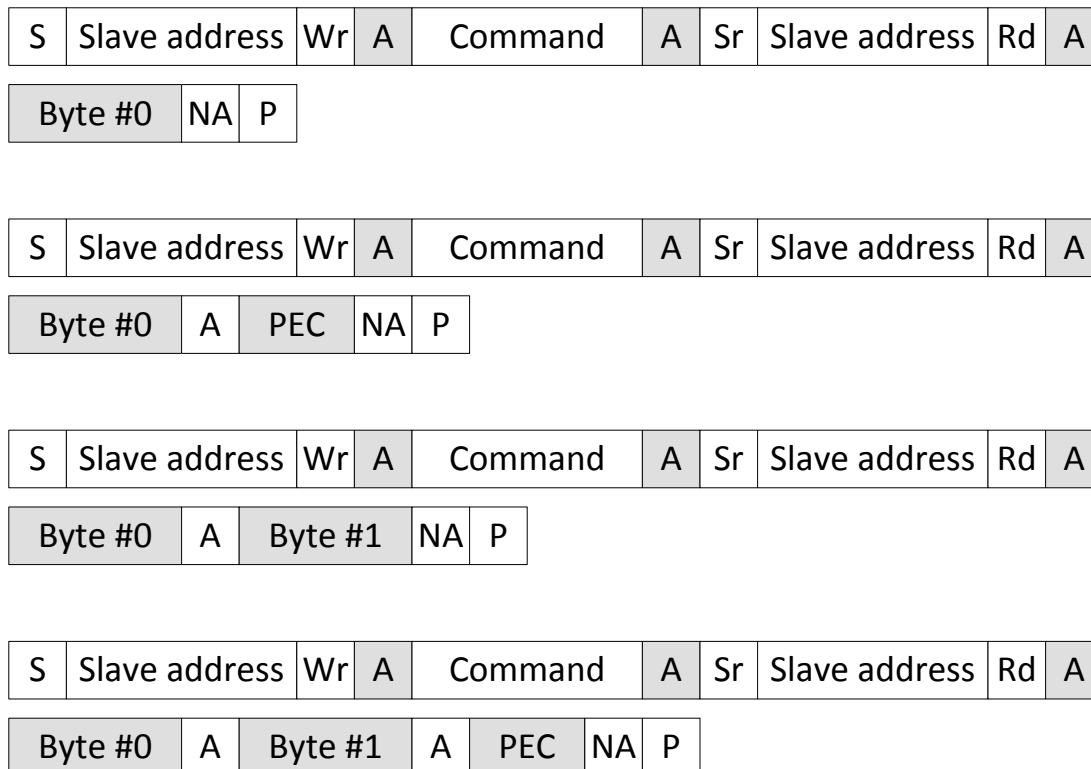 S Slave address Wr A Command A Sr Slave address Rd A
Byte #0 NA P
S Slave address Wr A Command A Sr Slave address Rd A
Byte #0 A PEC NA P
S Slave address Wr A Command A Sr Slave address Rd A
Byte #0 A Byte #1 NA P
S Slave address Wr A Command A Sr Slave address Rd A
Byte #0 A Byte #1 A PEC NA P